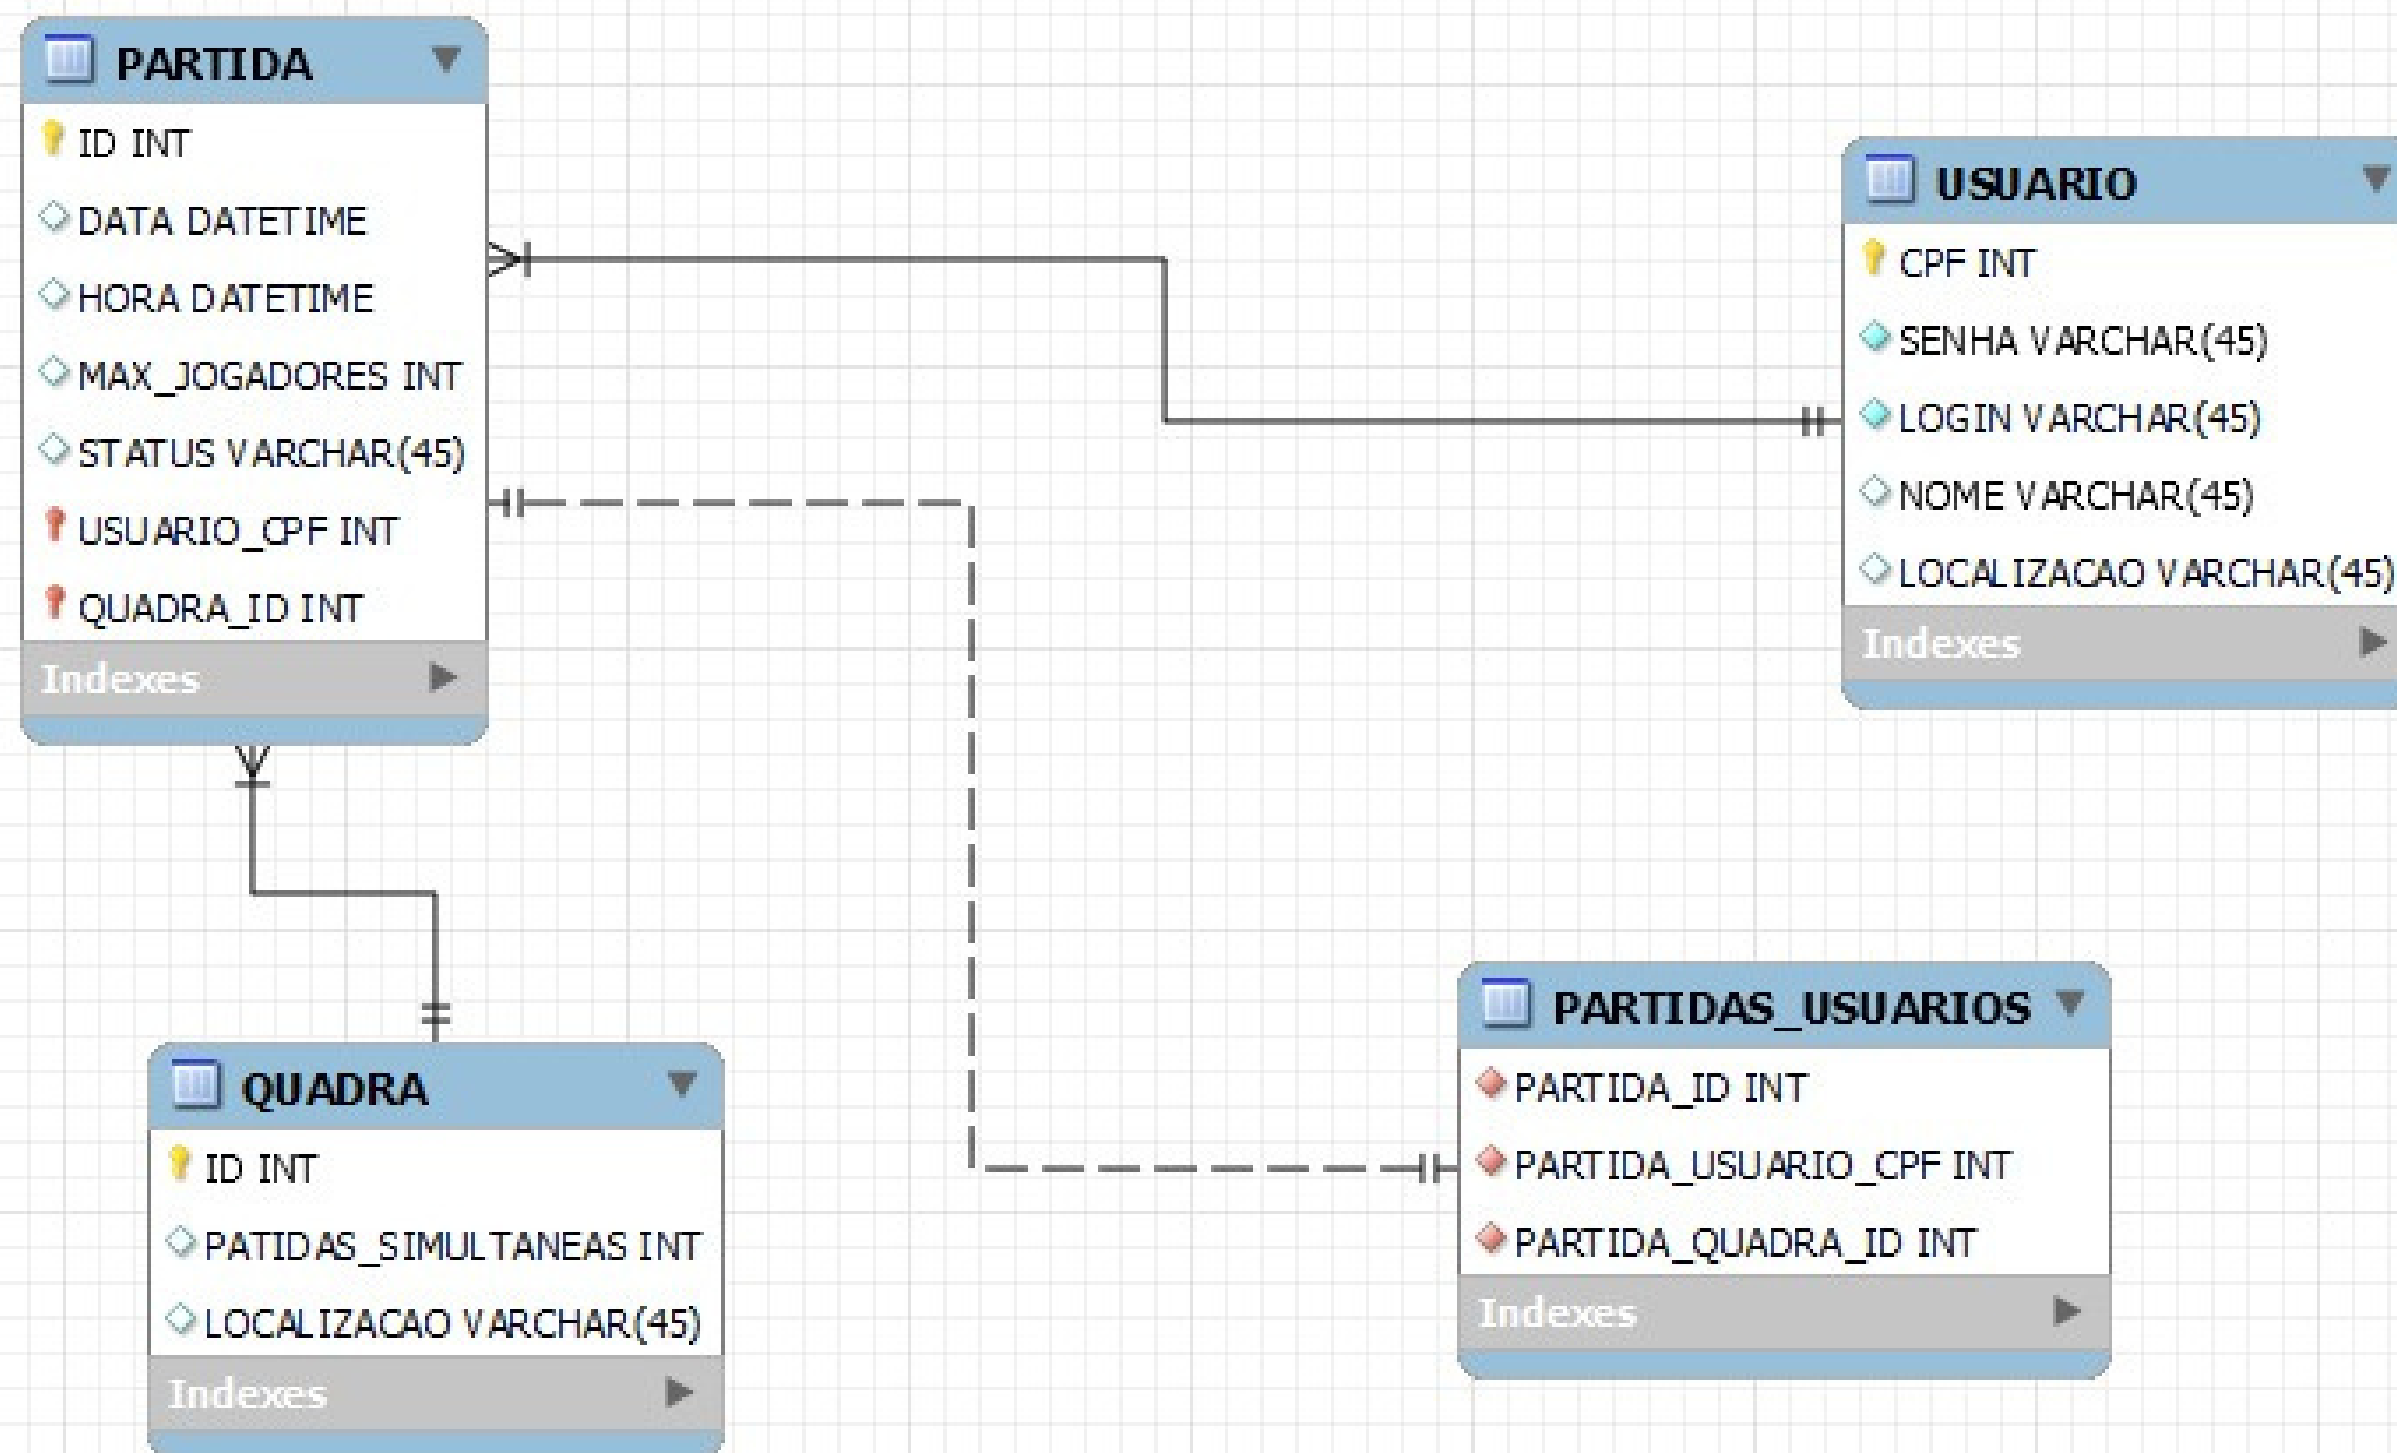 PARTIDA
ID INT
DATA DATETIME
HORA DATETIME
MAX_JOGADORES INT
STATUS VARCHAR(45)
USUARIO_CPF INT
QUADRA_ID INT
Indexes
USUARIO
CPF INT
SENHA VARCHAR(45)
LOGIN VARCHAR(45)
NOME VARCHAR(45)
LOCALIZACAO VARCHAR(45)
Indexes
QUADRA
ID INT
PATIDAS_SIMULTANEAS INT
LOCALIZACAO VARCHAR(45)
Indexes
PARTIDAS_USUARIOS
PARTIDA_ID INT
PARTIDA_USUARIO_CPF INT
PARTIDA_QUADRA_ID INT
Indexes